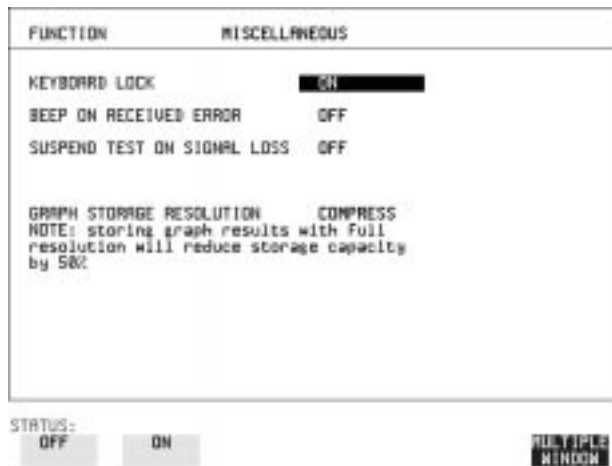 FUNCTION MISCELLANEOUS
KEYBOARD LOCK ON
BEEP ON RECEIVED ERROR OFF
SUSPEND TEST ON SIGNAL LOSS OFF
GRAPH STORAGE RESOLUTION COMPRESS
NOTE: storing graph results with Full
resolution will reduce storage capacity
by 50%
STATUS:
OFF ON MULTIPLE
WINDOW